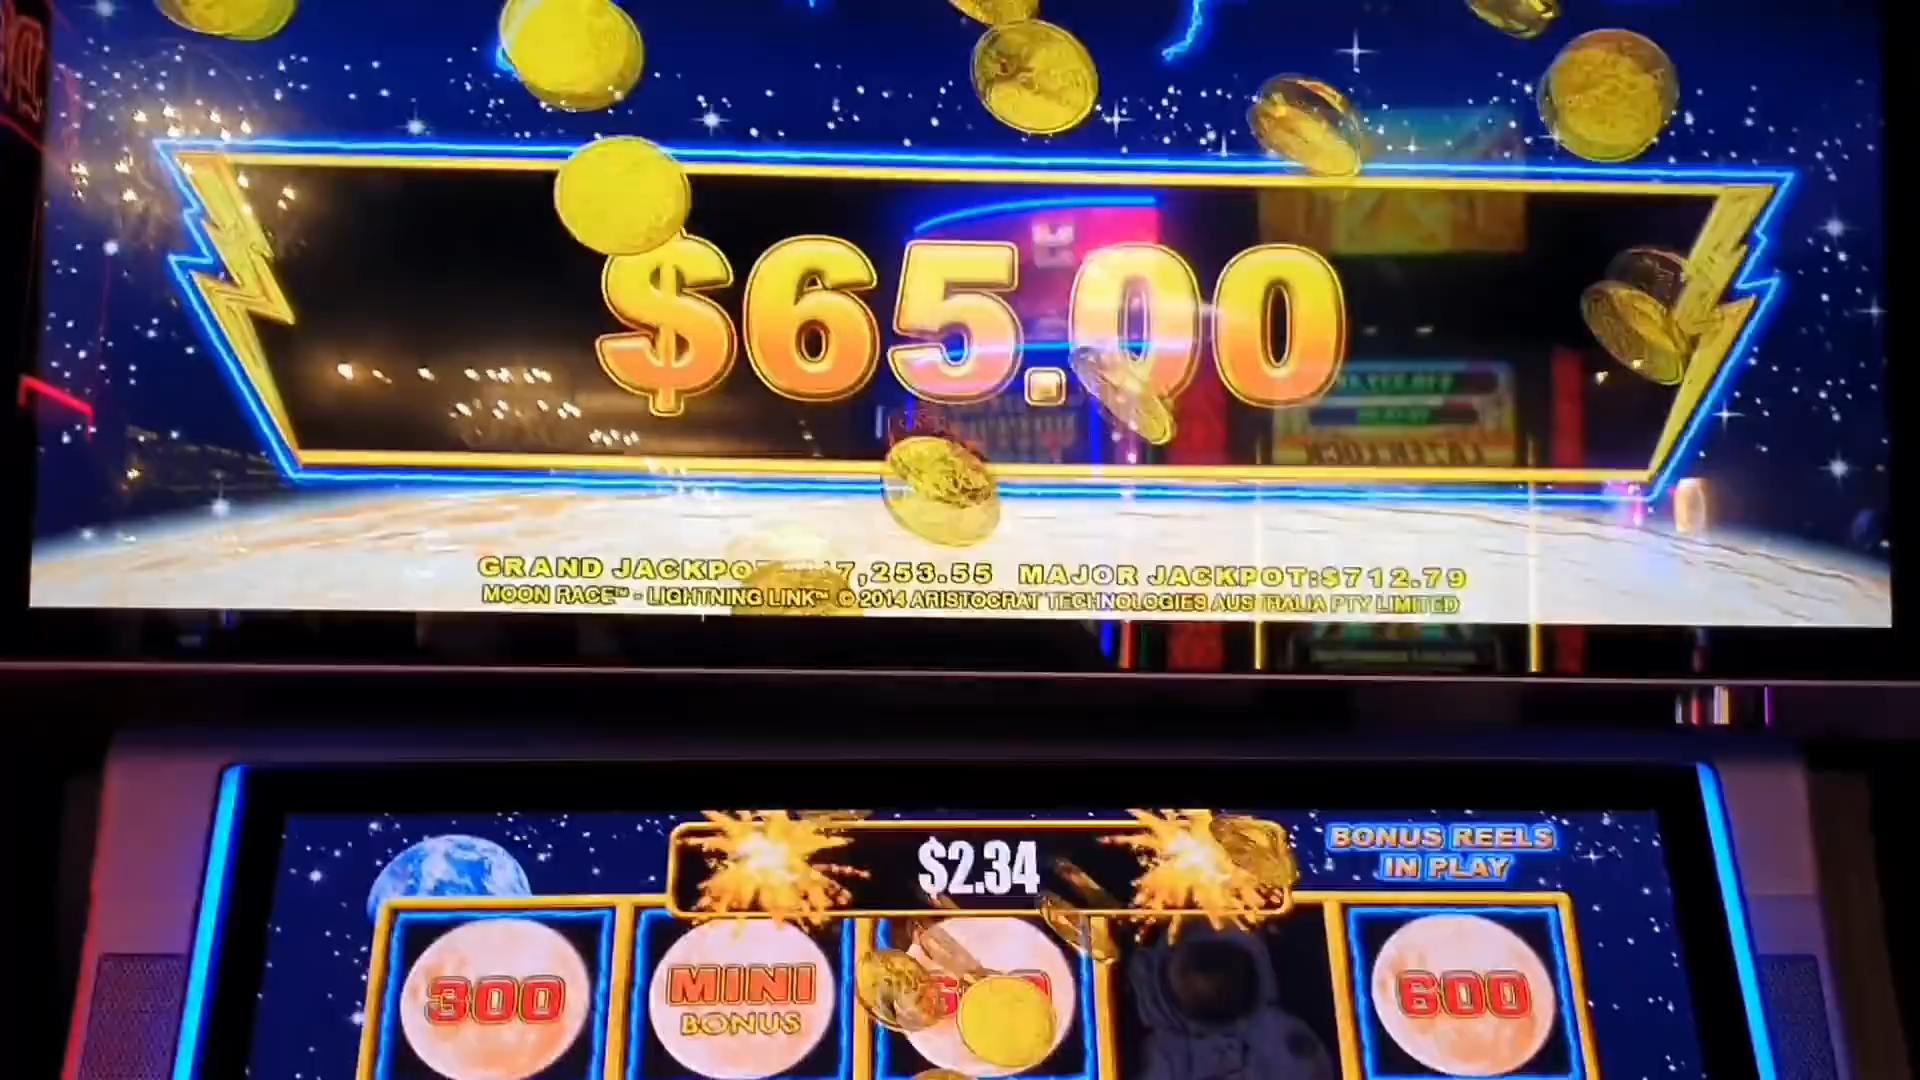 $65.00
GRAND JACKPOT 7,253.55 MAJOR JACKPOT:$712.79
MOON RACE™ - LIGHTNING LINK™ © 2014 ARISTOCRAT TECHNOLOGIES AUSTRALIA PTY LIMITED
$2.34
BONUS REELS
IN PLAY
300
MINI
BONUS
600